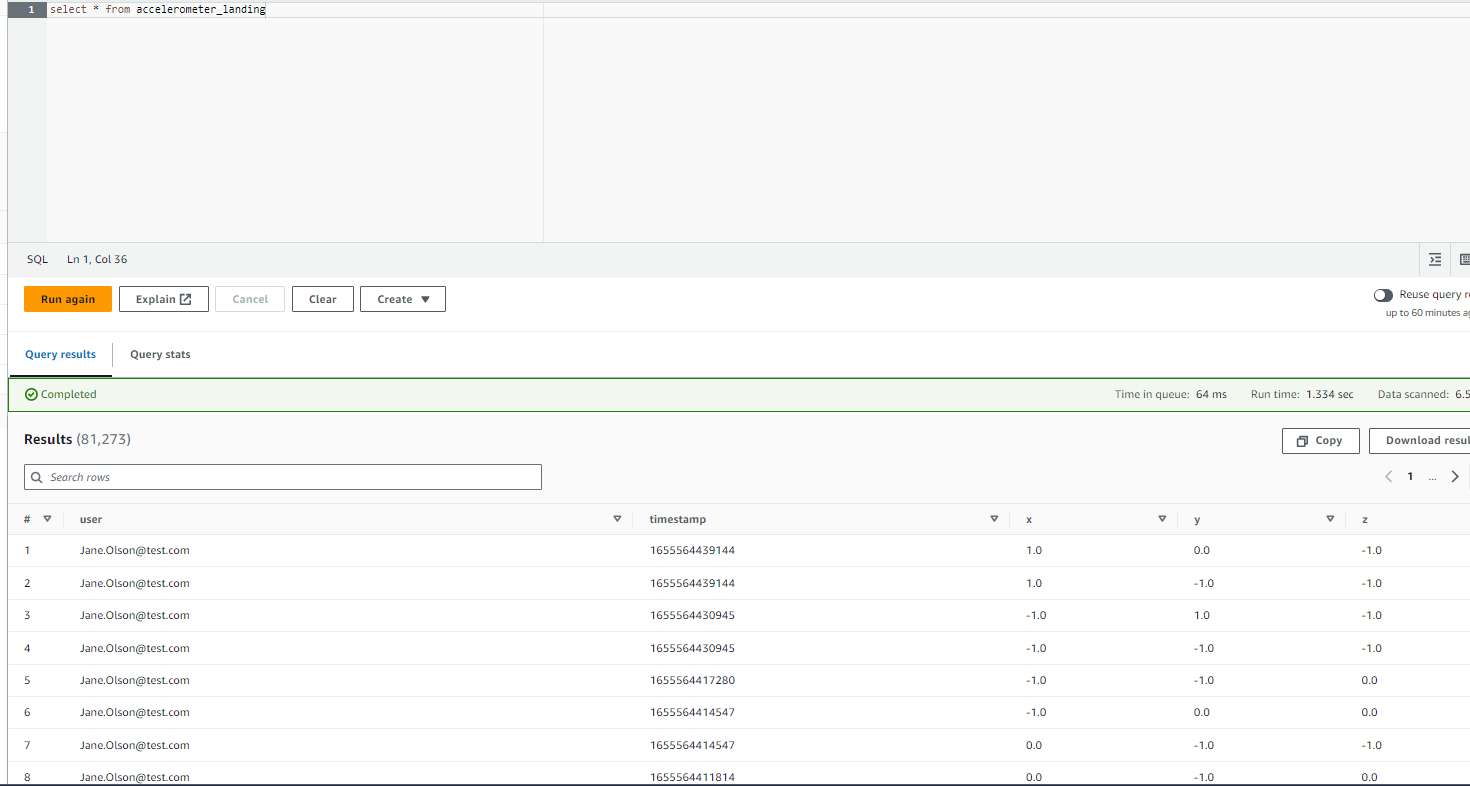 1 select * from accelerometer_landing
SQL Ln 1, Col 36
Run again Explain Cancel Clear Create Reuse query re
up to 60 minutes ag
Query results Query stats
Completed Time in queue: 64 ms Run time: 1.334 sec Data scanned: 6.5
Results (81,273) Copy Download resul
Search rows 1 ...
# user timestamp x y z
1 Jane.Olson@test.com 1655564439144 1.0 0.0 -1.0
2 Jane.Olson@test.com 1655564439144 1.0 -1.0 -1.0
3 Jane.Olson@test.com 1655564430945 -1.0 1.0 -1.0
4 Jane.Olson@test.com 1655564430945 -1.0 -1.0 -1.0
5 Jane.Olson@test.com 1655564417280 -1.0 -1.0 0.0
6 Jane.Olson@test.com 1655564414547 -1.0 0.0 0.0
7 Jane.Olson@test.com 1655564414547 0.0 -1.0 -1.0
8 Jane.Olson@test.com 1655564411814 0.0 -1.0 0.0